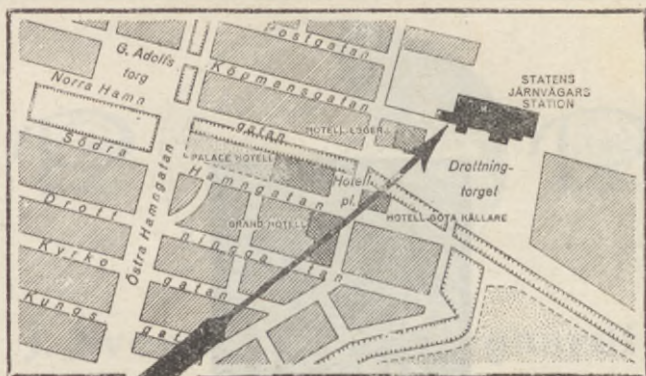 Postgatan
G. Adolfs
torg
Köpmansgatan
Norra Hamn
gatan
STATENS
JÄRNVÄGARS
STATION
HOTELL EGGERS
Södra
Hamngatan
PALACE HOTELL
Hotell
pl.
Drottning-
torget
HOTELL GÖTA KÄLLARE
GRAND HOTELL
Östra Hamngatan
Drott
ninggatan
Kyrko
gatan
Kungs
gatan